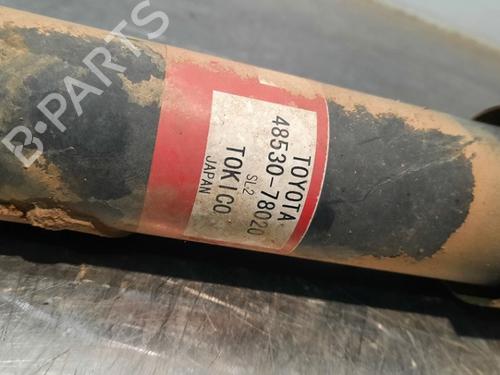 TOYOTA
48530-78020
SL2
TOKICO
JAPAN
B-PARTS